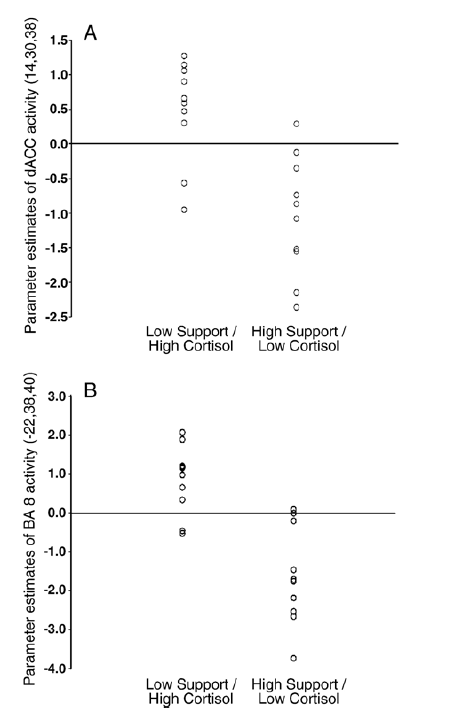 A
Parameter estimates of dACC activity (14,30,38)
1.5
1.0
0.5
0.0
-0.5
-1.0
-1.5
-2.0
-2.5
Low Support / High Support /
High Cortisol Low Cortisol
B
Parameter estimates of BA 8 activity (-22,38,40)
3.0
2.0
1.0
0.0
-1.0
-2.0
-3.0
-4.0
Low Support / High Support /
High Cortisol Low Cortisol